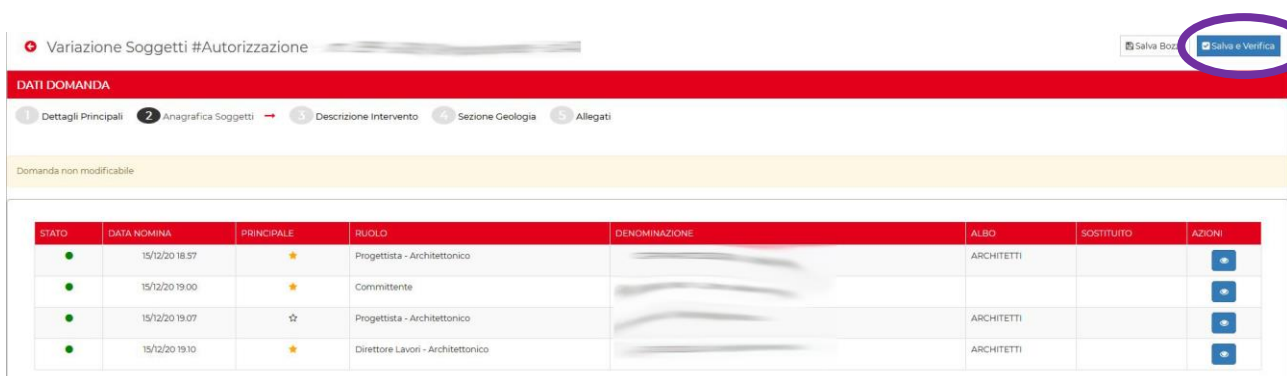 Variazione Soggetti #Autorizzazione
Salva Bozza Salva e Verifica
DATI DOMANDA
1 Dettagli Principali 2 Anagrafica Soggetti → 3 Descrizione Intervento 4 Sezione Geologia 5 Allegati
Domanda non modificabile
STATO DATA NOMINA PRINCIPALE RUOLO DENOMINAZIONE ALBO SOSTITUITO AZIONI
15/12/20 18.57 Progettista - Architettonico ARCHITETTI
15/12/20 19.00 Committente
15/12/20 19.07 Progettista - Architettonico ARCHITETTI
15/12/20 19.10 Direttore Lavori - Architettonico ARCHITETTI